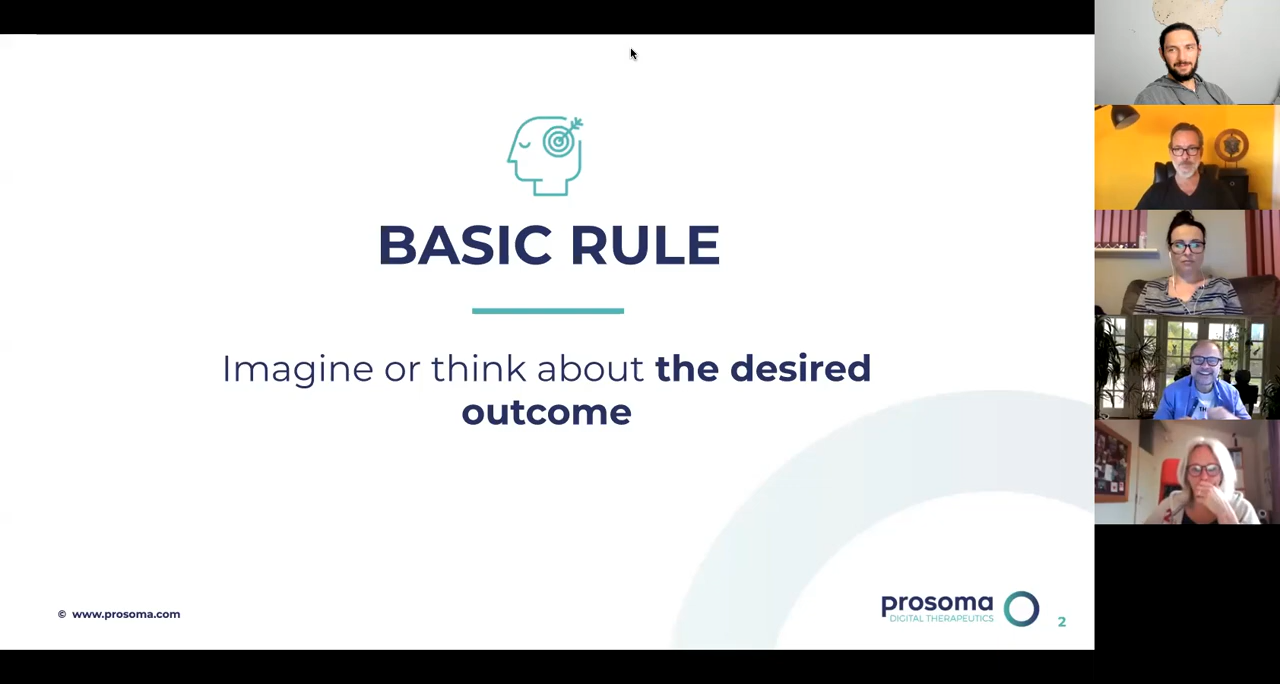 BASIC RULE
Imagine or think about the desired
outcome
© www.prosoma.com
prosoma
DIGITAL THERAPEUTICS
2